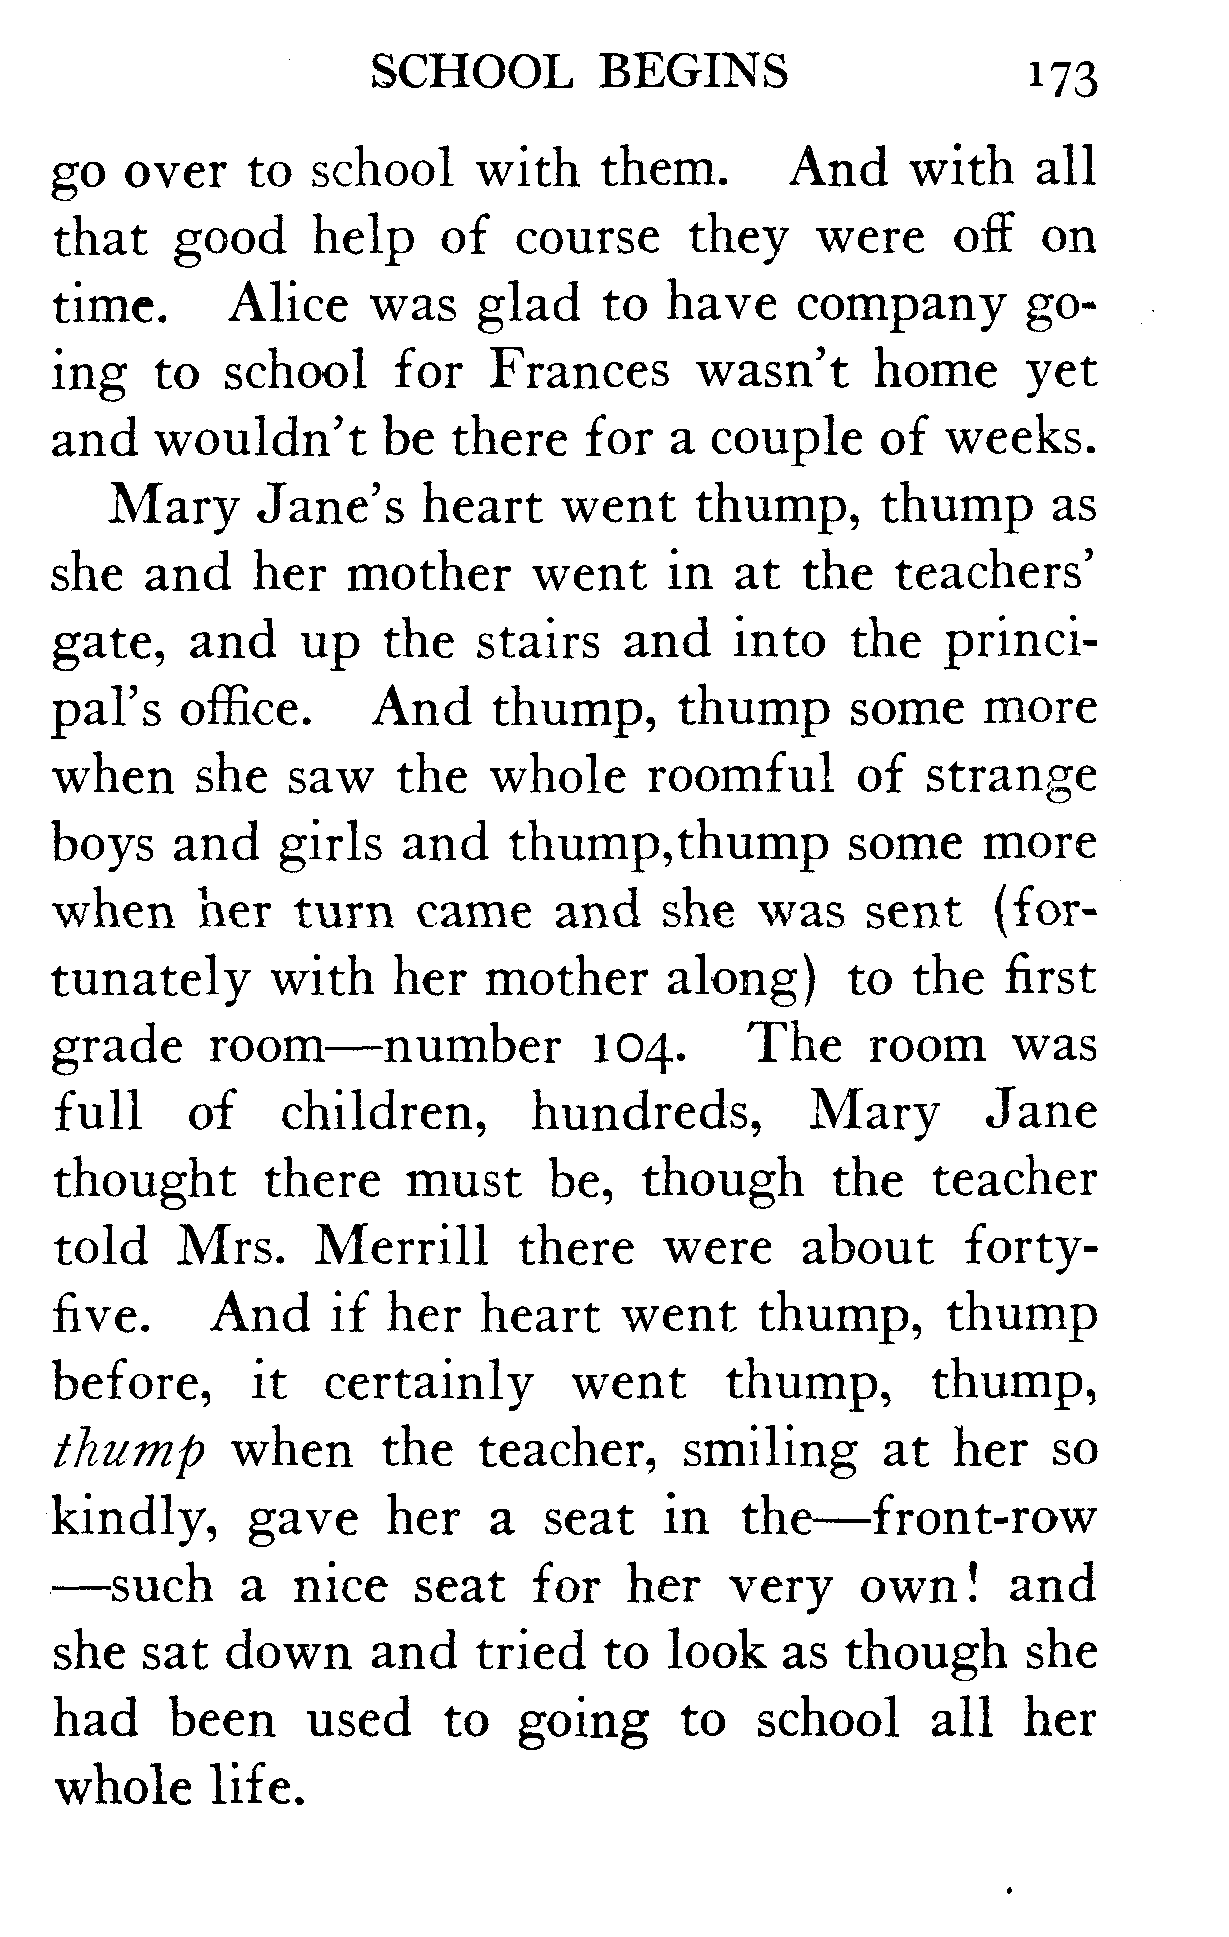 SCHOOL BEGINS 173
go over to school with them. And with all
that good help of course they were off on
time. Alice was glad to have company go-
ing to school for Frances wasn't home yet
and wouldn't be there for a couple of weeks.
Mary Jane's heart went thump, thump as
she and her mother went in at the teachers'
gate, and up the stairs and into the princi-
pal's office. And thump, thump some more
when she saw the whole roomful of strange
boys and girls and thump,thump some more
when her turn came and she was sent (for-
tunately with her mother along) to the first
grade room—number 104. The room was
full of children, hundreds, Mary Jane
thought there must be, though the teacher
told Mrs. Merrill there were about forty-
five. And if her heart went thump, thump
before, it certainly went thump, thump,
thump when the teacher, smiling at her so
kindly, gave her a seat in the—front-row
—such a nice seat for her very own! and
she sat down and tried to look as though she
had been used to going to school all her
whole life.